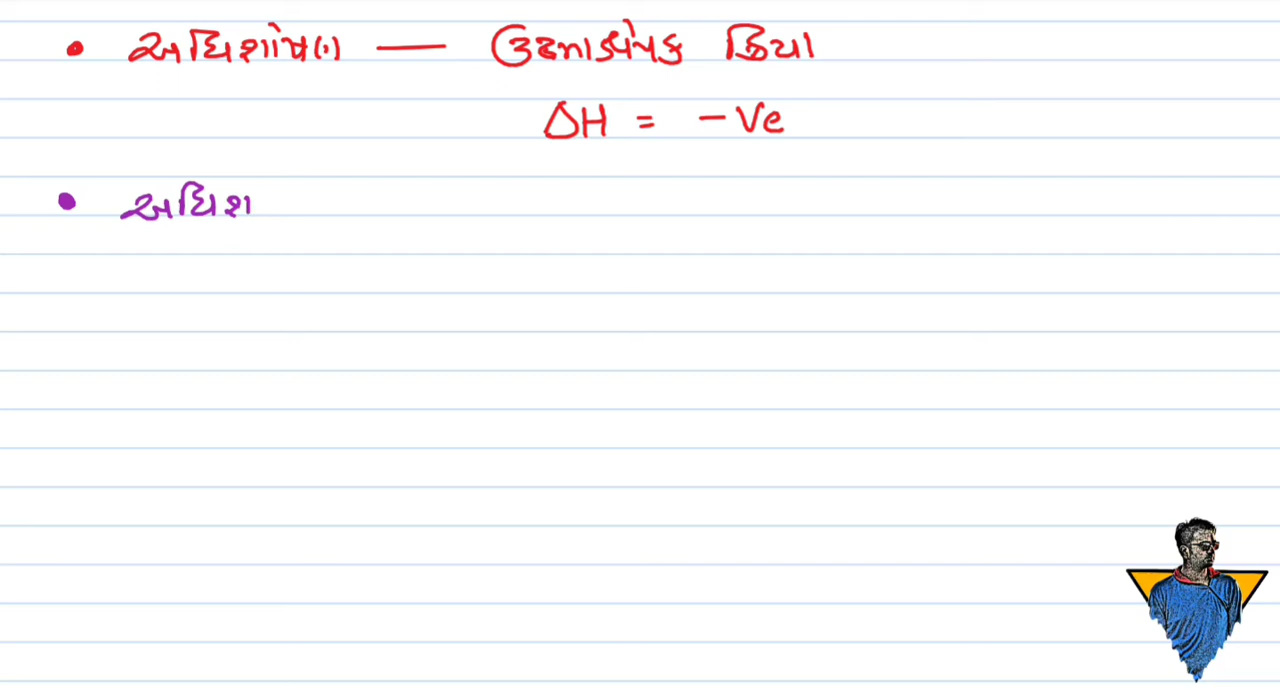 • અધિશોષણ — ઉષ્માક્ષેપક ક્રિયા
ΔH = -Ve
• અધિશ